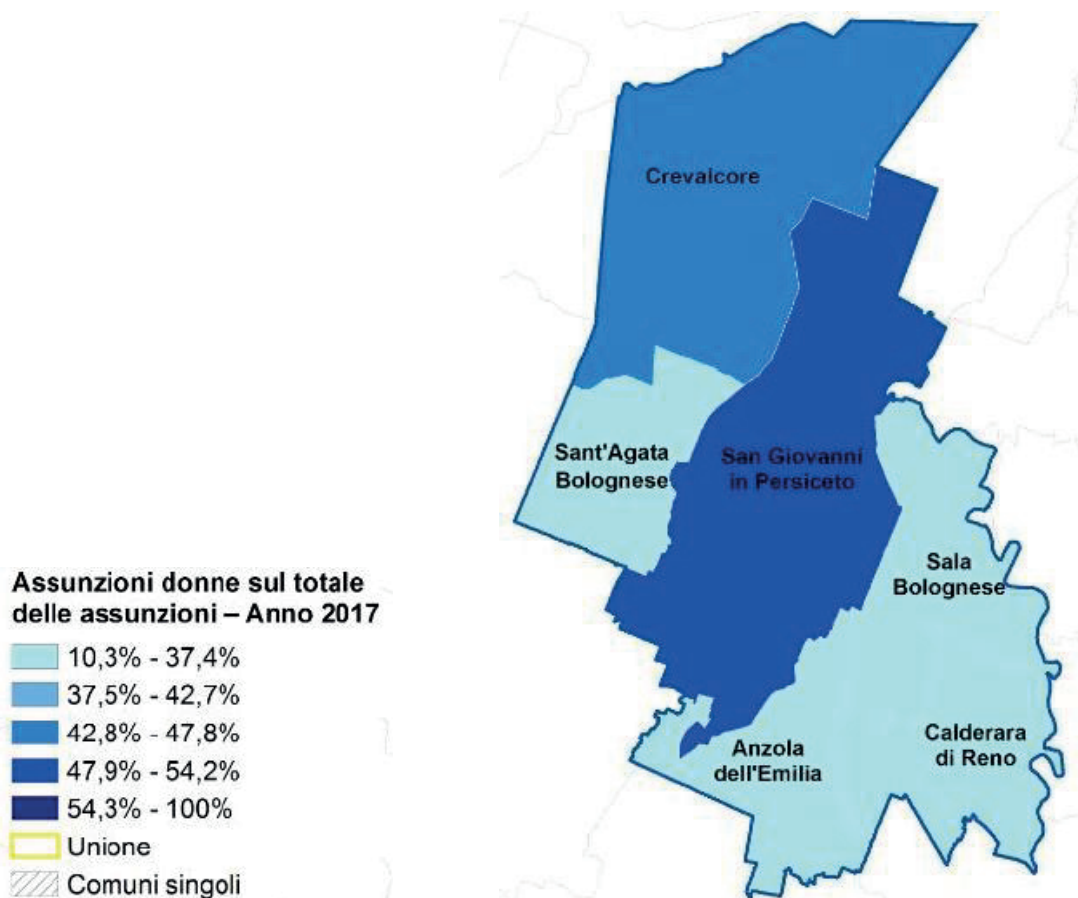 Crevalcore
Sant'Agata
Bolognese
San Giovanni
in Persiceto
Sala
Bolognese
Anzola
dell'Emilia
Calderara
di Reno
Assunzioni donne sul totale
delle assunzioni – Anno 2017
10,3% - 37,4%
37,5% - 42,7%
42,8% - 47,8%
47,9% - 54,2%
54,3% - 100%
Unione
Comuni singoli